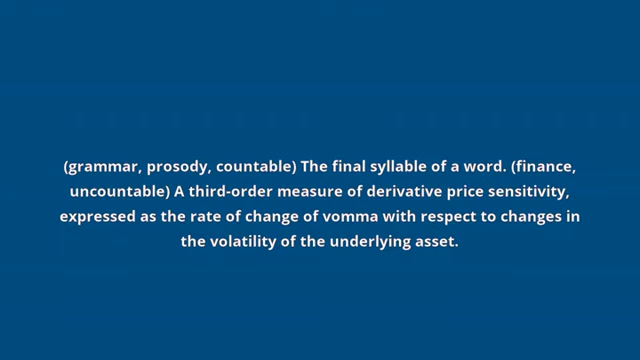 (grammar, prosody, countable) The final syllable of a word. (finance,
uncountable) A third-order measure of derivative price sensitivity,
expressed as the rate of change of vomma with respect to changes in
the volatility of the underlying asset.